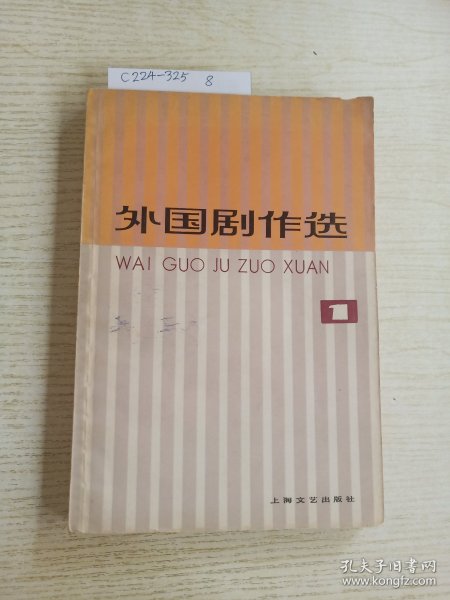 C224-325 8
外国剧作选
WAI GUO JU ZUO XUAN
1
上海文艺出版社
孔夫子旧书网
www.kongfz.com